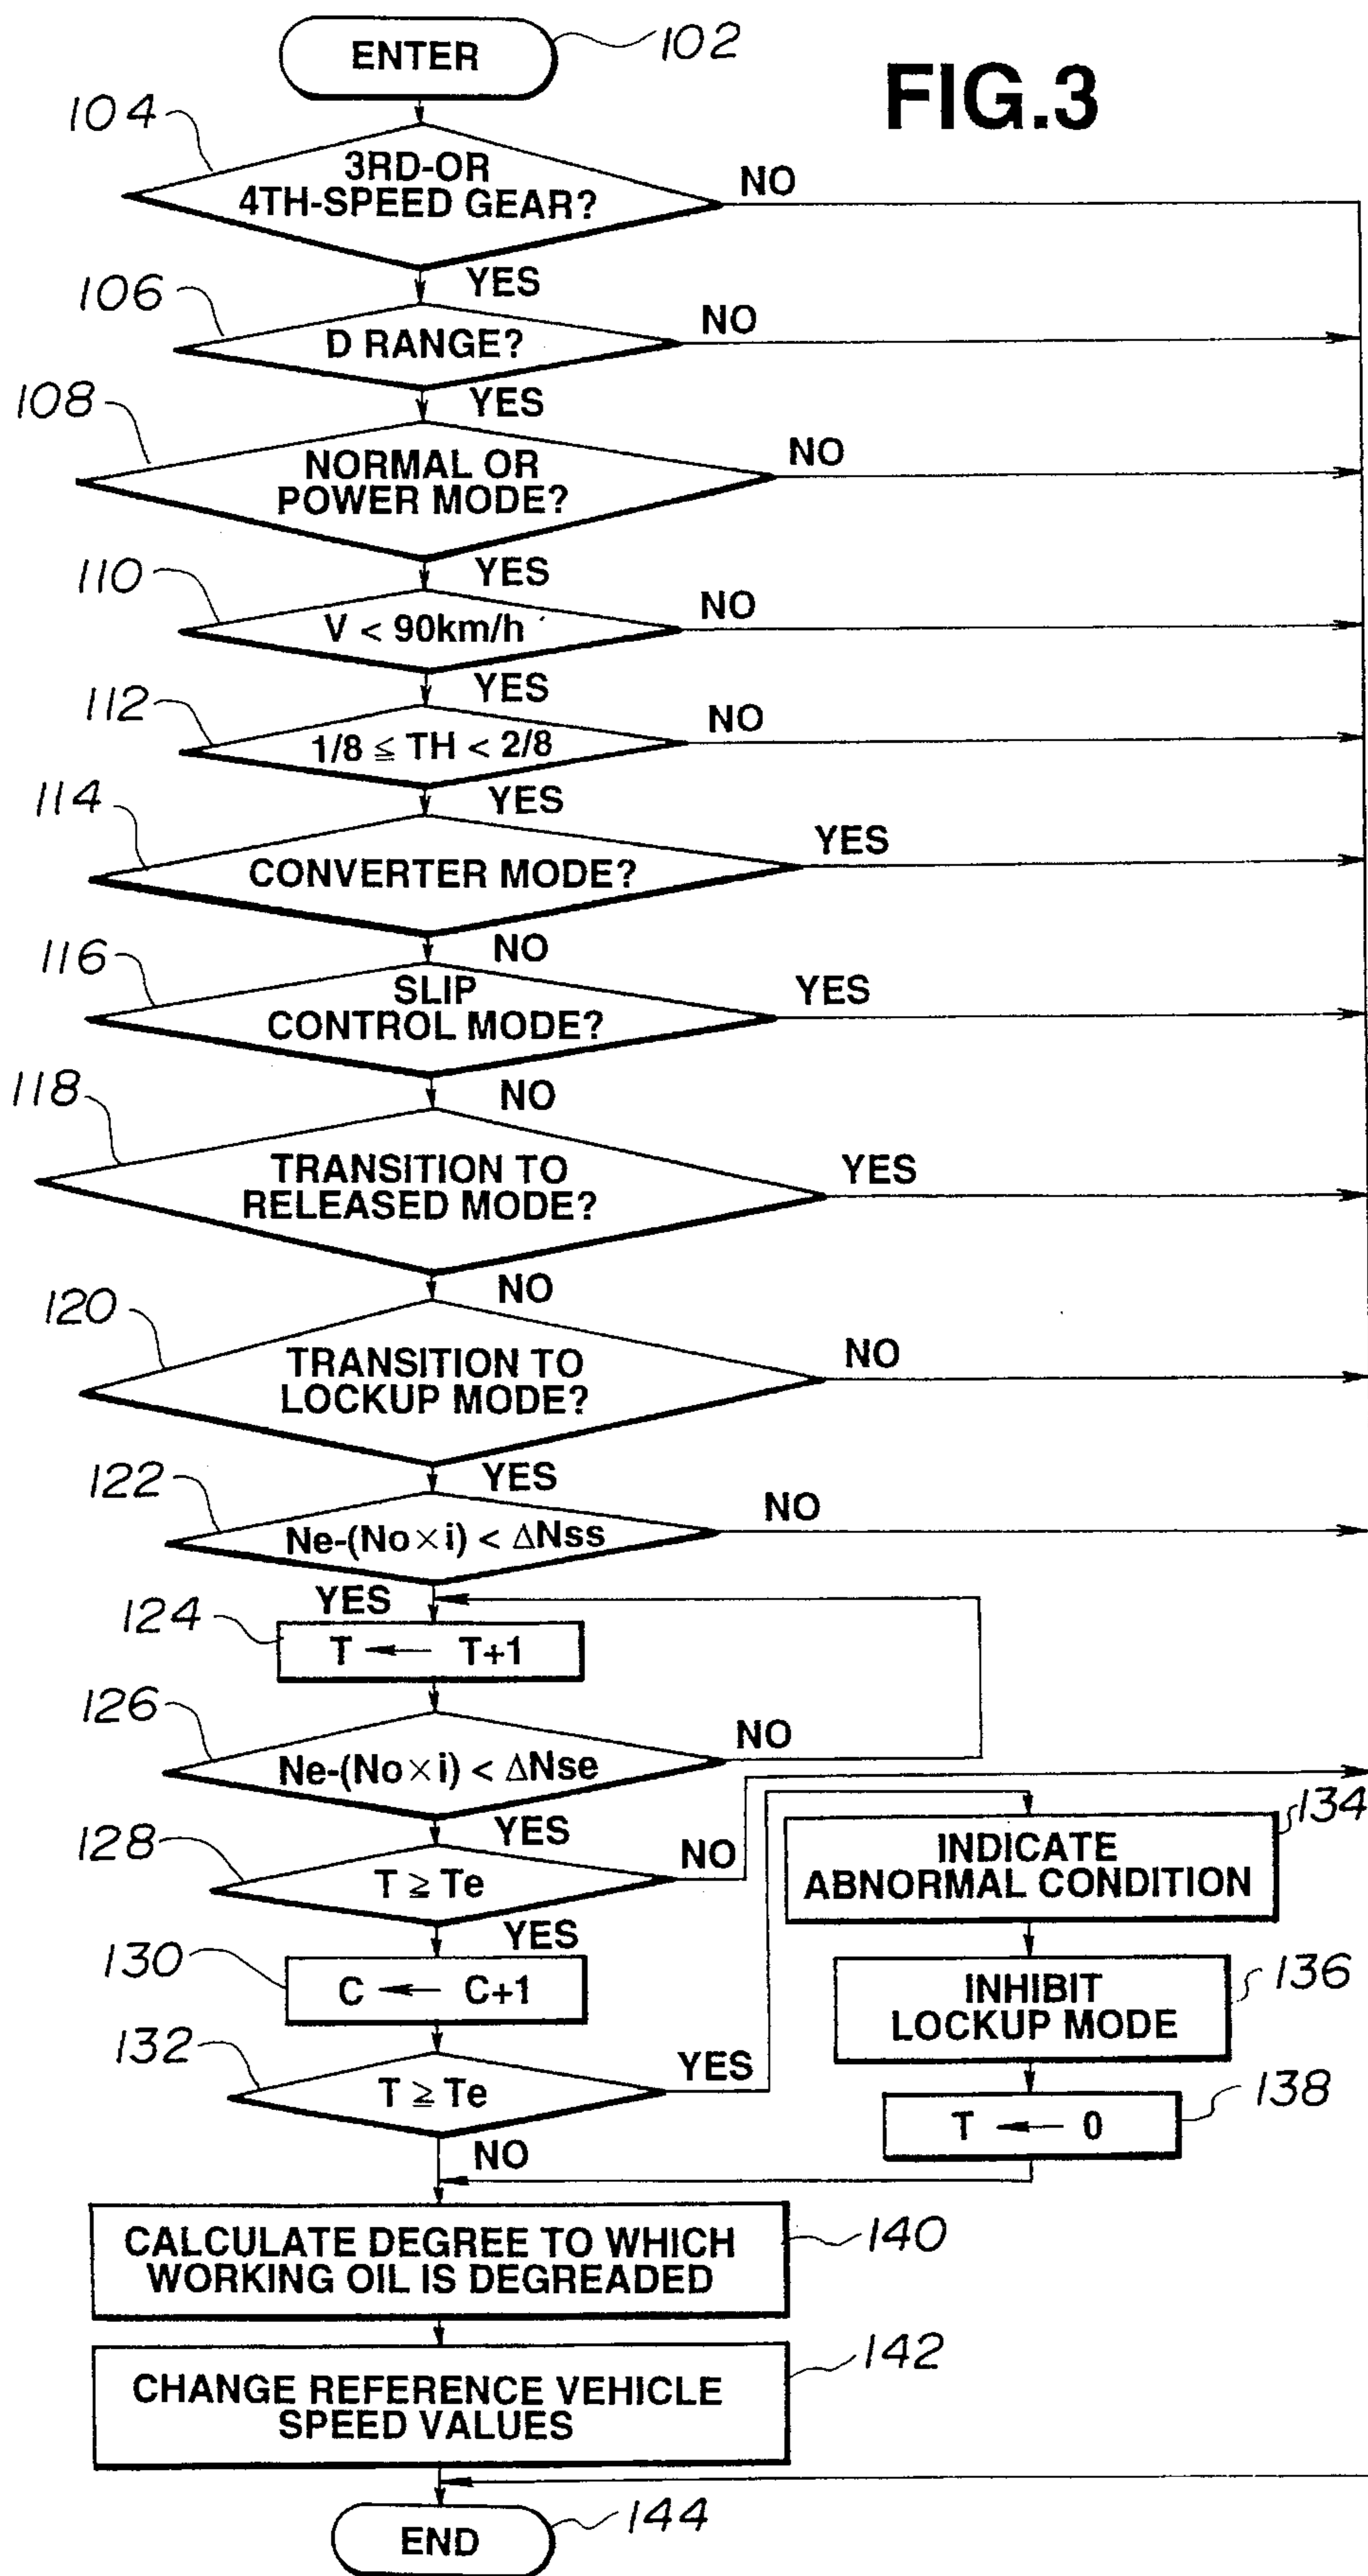 FIG.3
ENTER
102
104
3RD-OR
4TH-SPEED GEAR?
NO
YES
106
D RANGE?
NO
YES
108
NORMAL OR
POWER MODE?
NO
YES
110
V < 90km/h
NO
YES
112
1/8 ≦ TH < 2/8
NO
YES
114
CONVERTER MODE?
YES
NO
116
SLIP
CONTROL MODE?
YES
NO
118
TRANSITION TO
RELEASED MODE?
YES
NO
120
TRANSITION TO
LOCKUP MODE?
NO
YES
122
Ne-(No×i) < ΔNss
NO
YES
124
T ← T+1
126
Ne-(No×i) < ΔNse
NO
YES
128
T ≧ Te
NO
YES
130
C ← C+1
132
T ≧ Te
YES
NO
134
INDICATE
ABNORMAL CONDITION
136
INHIBIT
LOCKUP MODE
138
T ← 0
140
CALCULATE DEGREE TO WHICH
WORKING OIL IS DEGREADED
142
CHANGE REFERENCE VEHICLE
SPEED VALUES
END
144